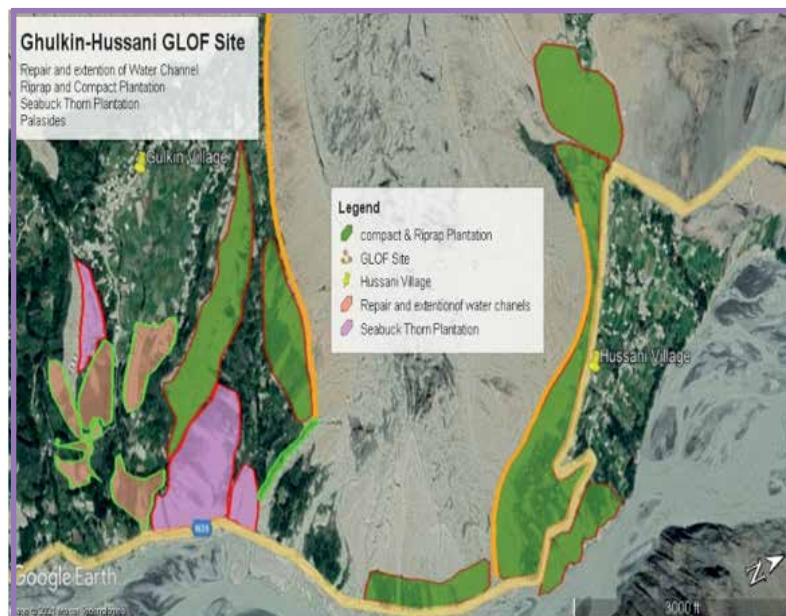 Ghulkin-Hussani GLOF Site
Repair and extention of Water Channel
Riprap and Compact Plantation
Seabuck Thorn Plantation
Palasides
Gulkin Village
Legend
compact & Riprap Plantation
GLOF Site
Hussani Village
Repair and extentionof water chanels
Seabuck Thorn Plantation
Hussani Village
N35
Google Earth
3000 ft